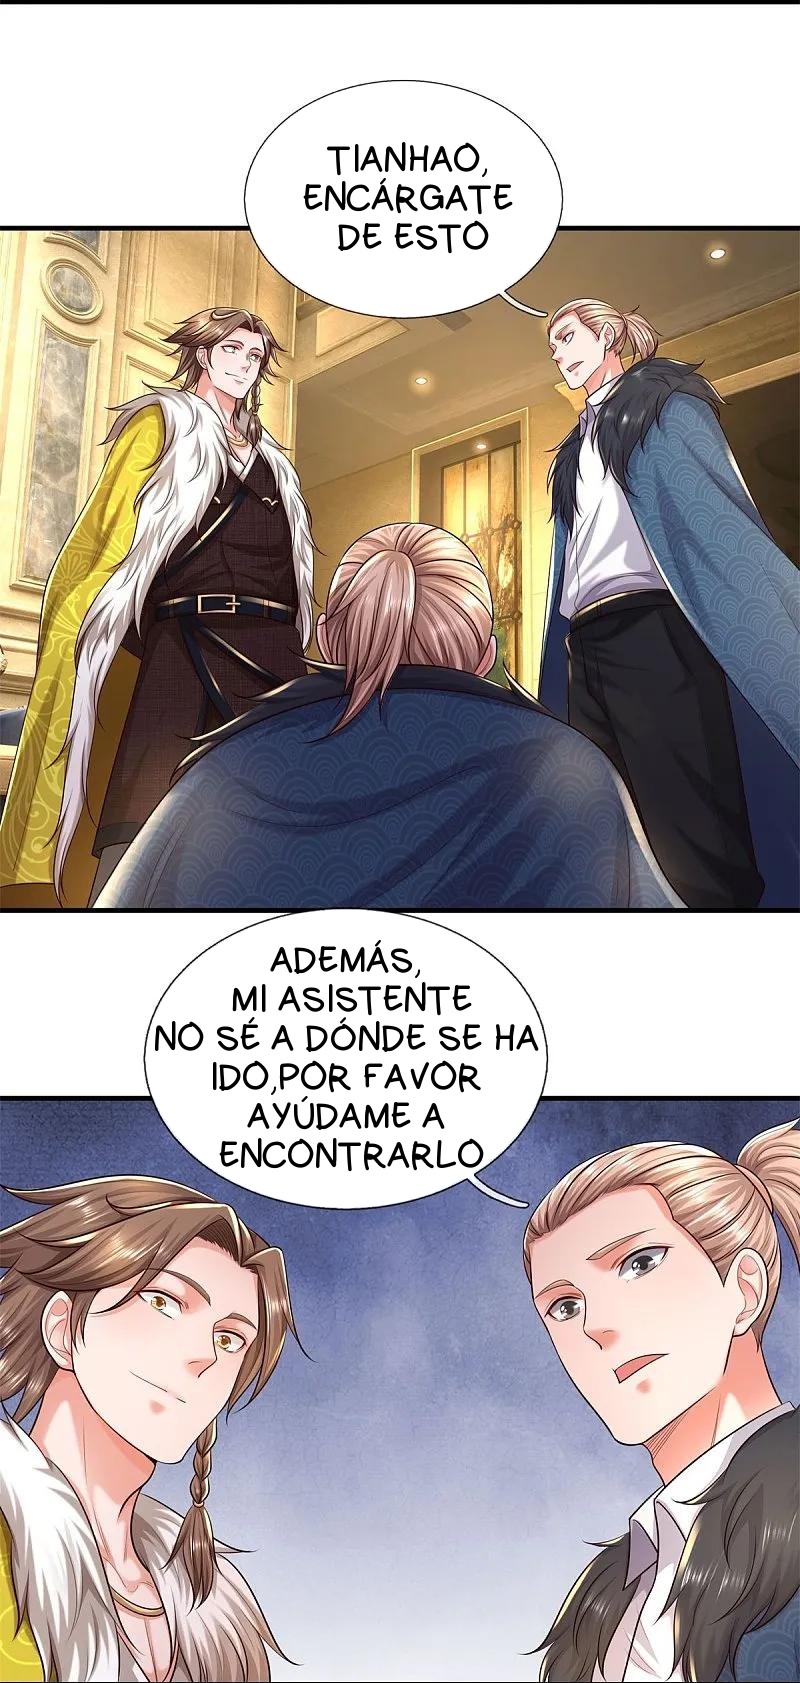 TIANHAO,
ENCÁRGATE
DE ESTO
ADEMÁS,
MI ASISTENTE
NO SÉ A DÓNDE SE HA
IDO,POR FAVOR
AYÚDAME A
ENCONTRARLO